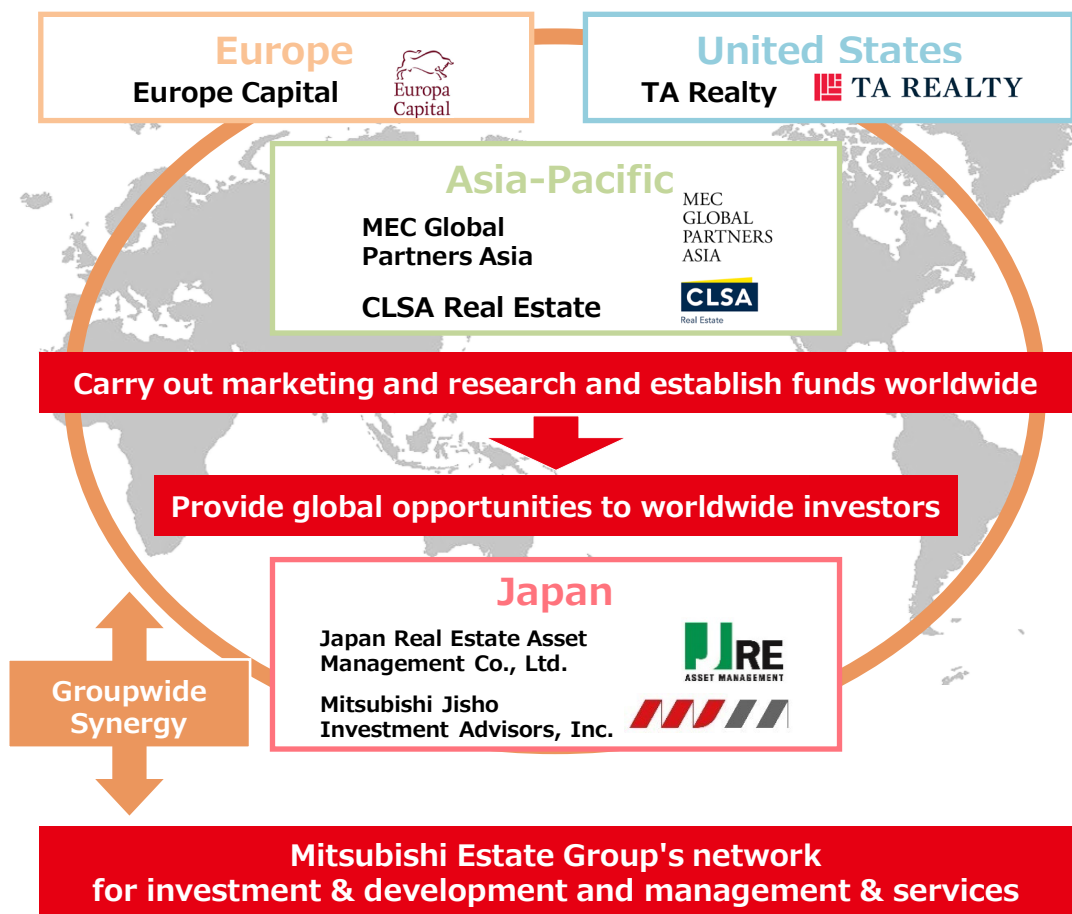 Europe
Europe Capital
Europa
Capital
United States
TA Realty
TA REALTY
Asia-Pacific
MEC Global
Partners Asia
MEC
GLOBAL
PARTNERS
ASIA
CLSA Real Estate
CLSA
Real Estate
Carry out marketing and research and establish funds worldwide
Provide global opportunities to worldwide investors
Japan
Japan Real Estate Asset
Management Co., Ltd.
JRE
ASSET MANAGEMENT
Mitsubishi Jisho
Investment Advisors, Inc.
Groupwide
Synergy
Mitsubishi Estate Group's network
for investment & development and management & services